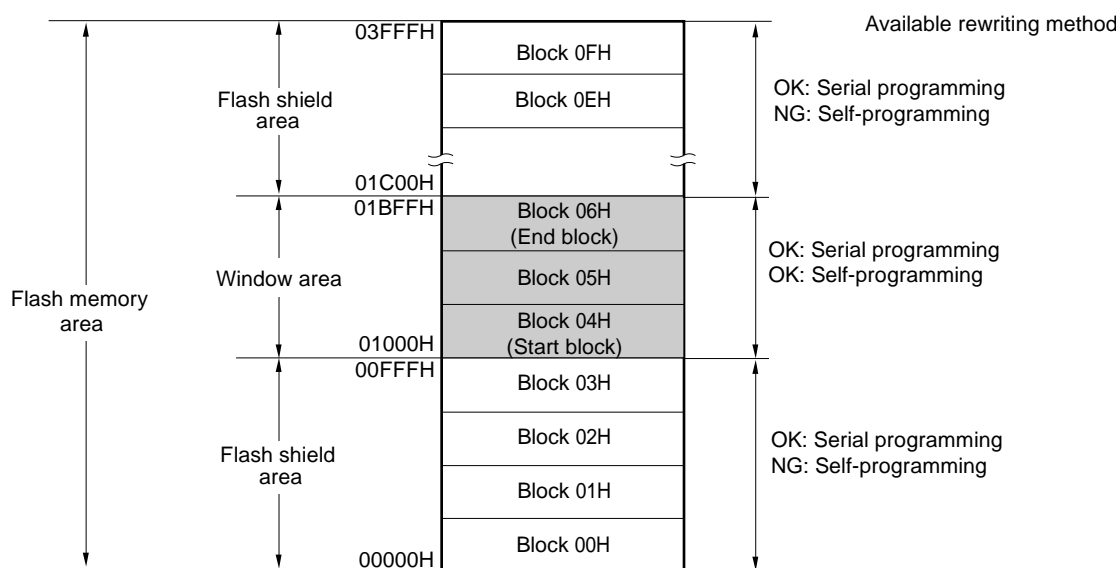 Available rewriting method
03FFFH
Block 0FH
Block 0EH
Flash shield
area
OK: Serial programming
NG: Self-programming
01C00H
01BFFH
Block 06H
(End block)
Block 05H
Window area
OK: Serial programming
OK: Self-programming
Flash memory
area
Block 04H
(Start block)
01000H
00FFFH
Block 03H
Block 02H
Flash shield
area
OK: Serial programming
NG: Self-programming
Block 01H
Block 00H
00000H